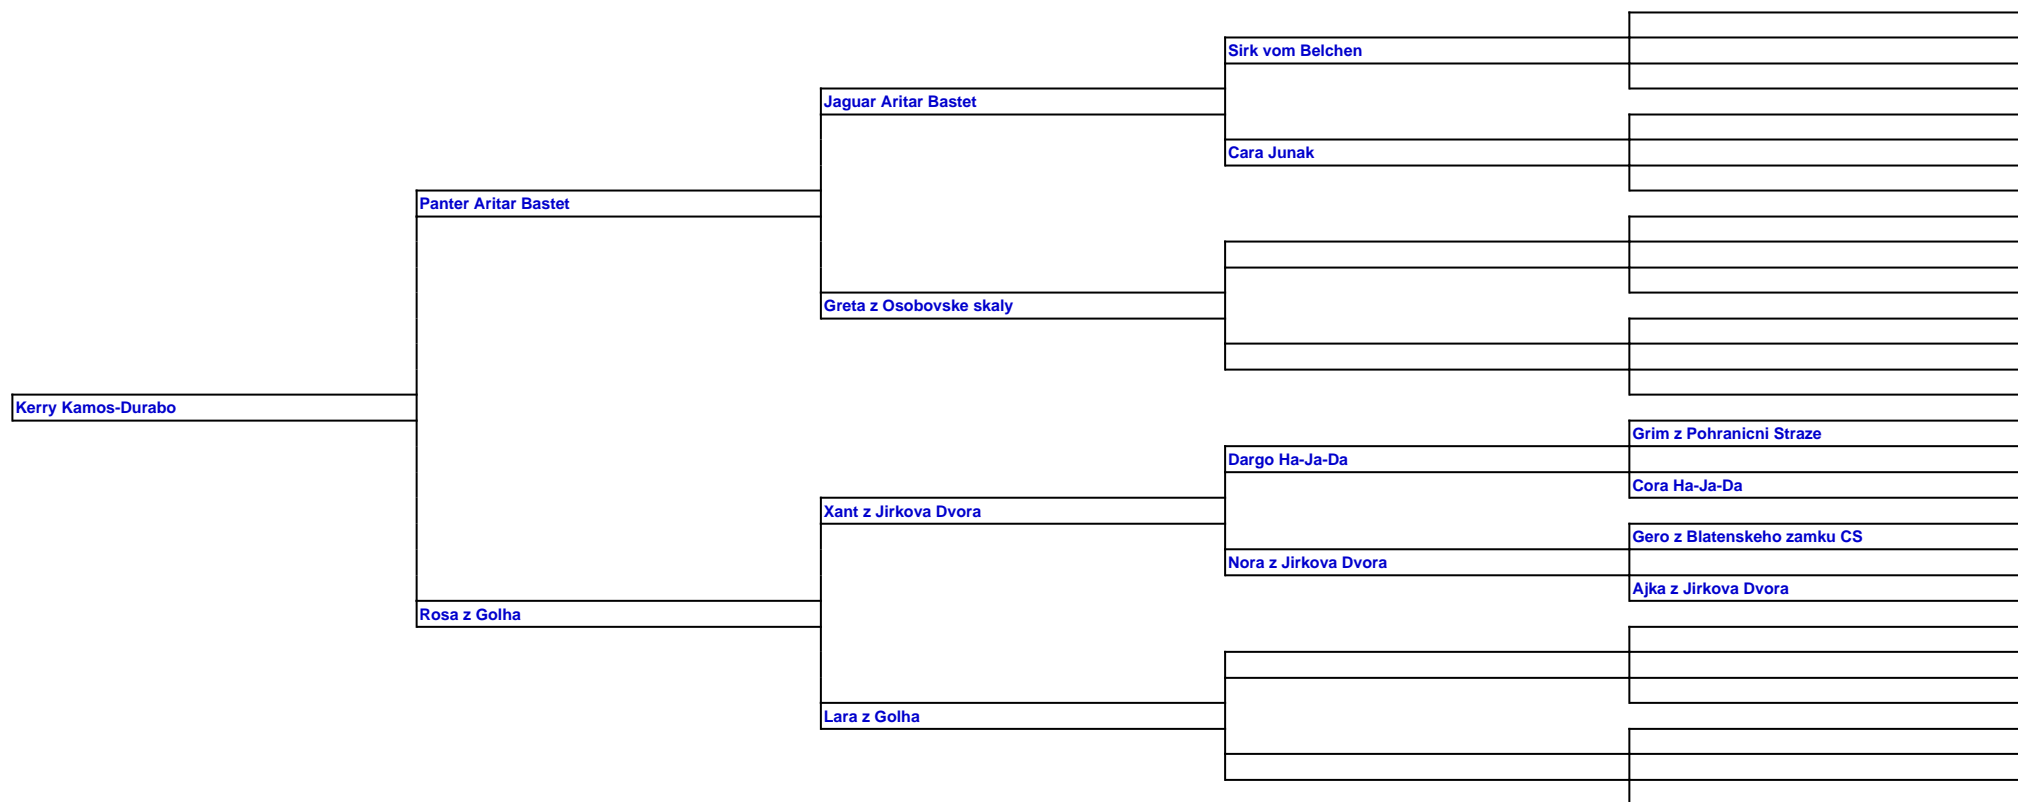 Sirk vom Belchen
Jaguar Aritar Bastet
Cara Junak
Panter Aritar Bastet
Greta z Osobovske skaly
Kerry Kamos-Durabo
Grim z Pohranicni Straze
Dargo Ha-Ja-Da
Cora Ha-Ja-Da
Xant z Jirkova Dvora
Gero z Blatenskeho zamku CS
Nora z Jirkova Dvora
Ajka z Jirkova Dvora
Rosa z Golha
Lara z Golha